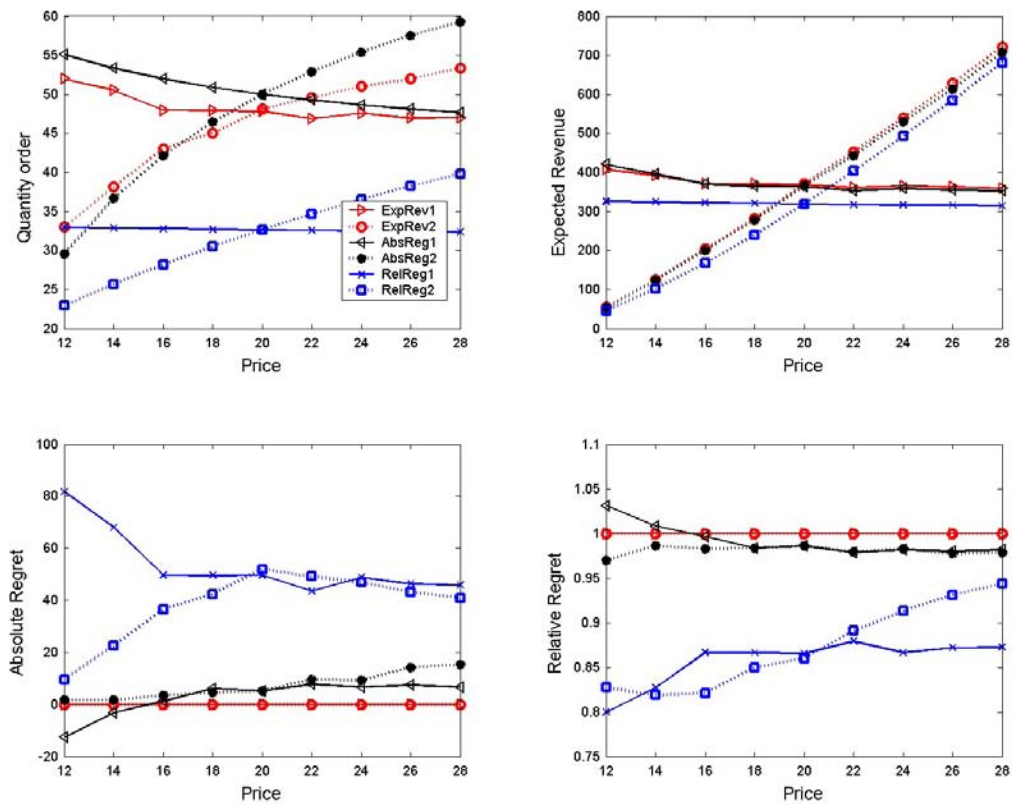 60
55
50
45
40
35
30
25
20
Quantity order
12 14 16 18 20 22 24 26 28
Price
ExpRev1
ExpRev2
AbsReg1
AbsReg2
RelReg1
RelReg2
800
700
600
500
400
300
200
100
0
Expected Revenue
12 14 16 18 20 22 24 26 28
Price
100
80
60
40
20
0
-20
Absolute Regret
12 14 16 18 20 22 24 26 28
Price
1.1
1.05
1
0.95
0.9
0.85
0.8
0.75
Relative Regret
12 14 16 18 20 22 24 26 28
Price